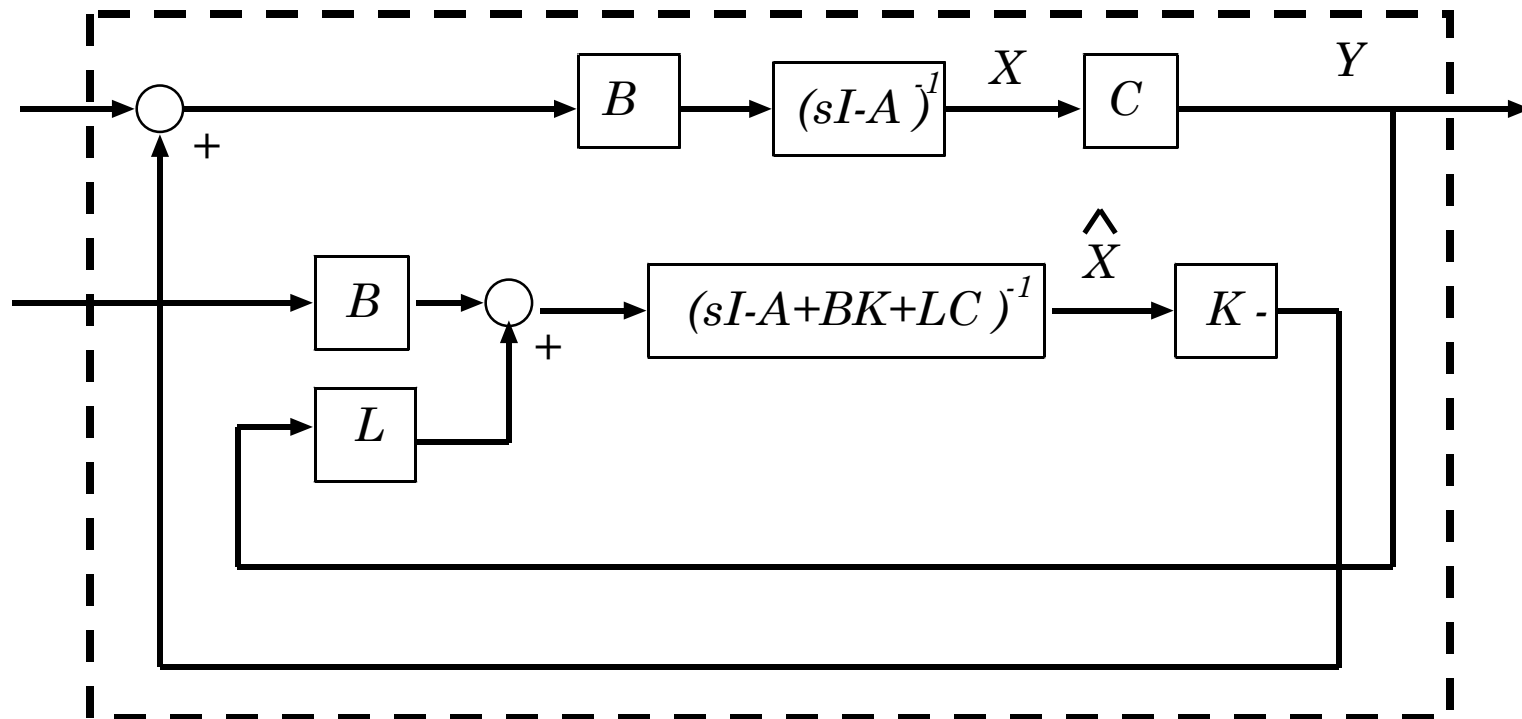 B
(sI-A )-1
X
C
Y
+
B
+
(sI-A+BK+LC )-1
^
X
K -
L